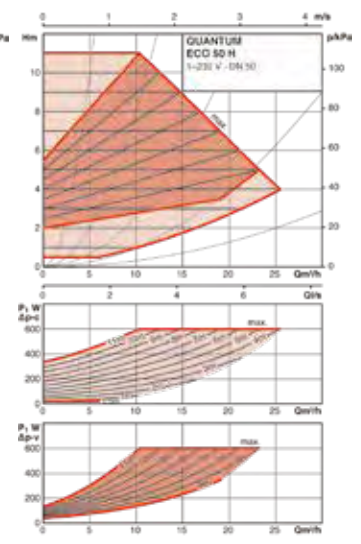 0 1 2 3 4 m/s
Pa Hm p/kPa
QUANTUM
ECO 50 H
1~230 V - DN 50
10 100
8 80
6 60
4 40
2 20
0 0
max.
0 5 10 15 20 25 Qm³/h
0 2 4 6 Ql/s
P₁ W
Δp-c
600
400
200
0
max.
0 5 10 15 20 25 Qm³/h
P₁ W
Δp-v
600
400
200
0
max.
0 5 10 15 20 25 Qm³/h